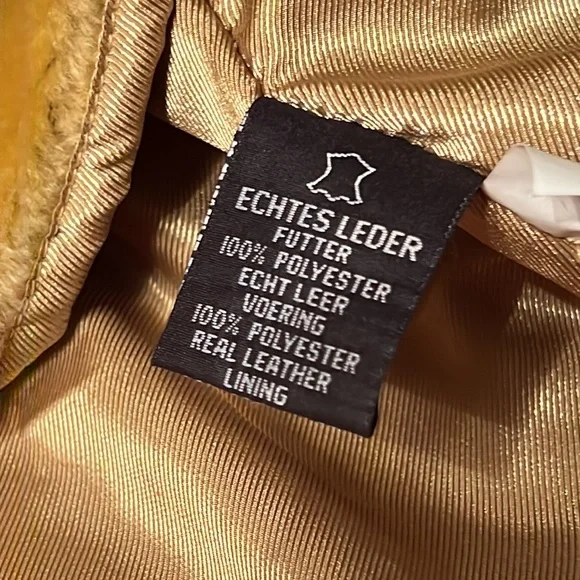 ECHTES LEDER
FUTTER
100% POLYESTER
ECHT LEER
VOERING
100% POLYESTER
REAL LEATHER
LINING